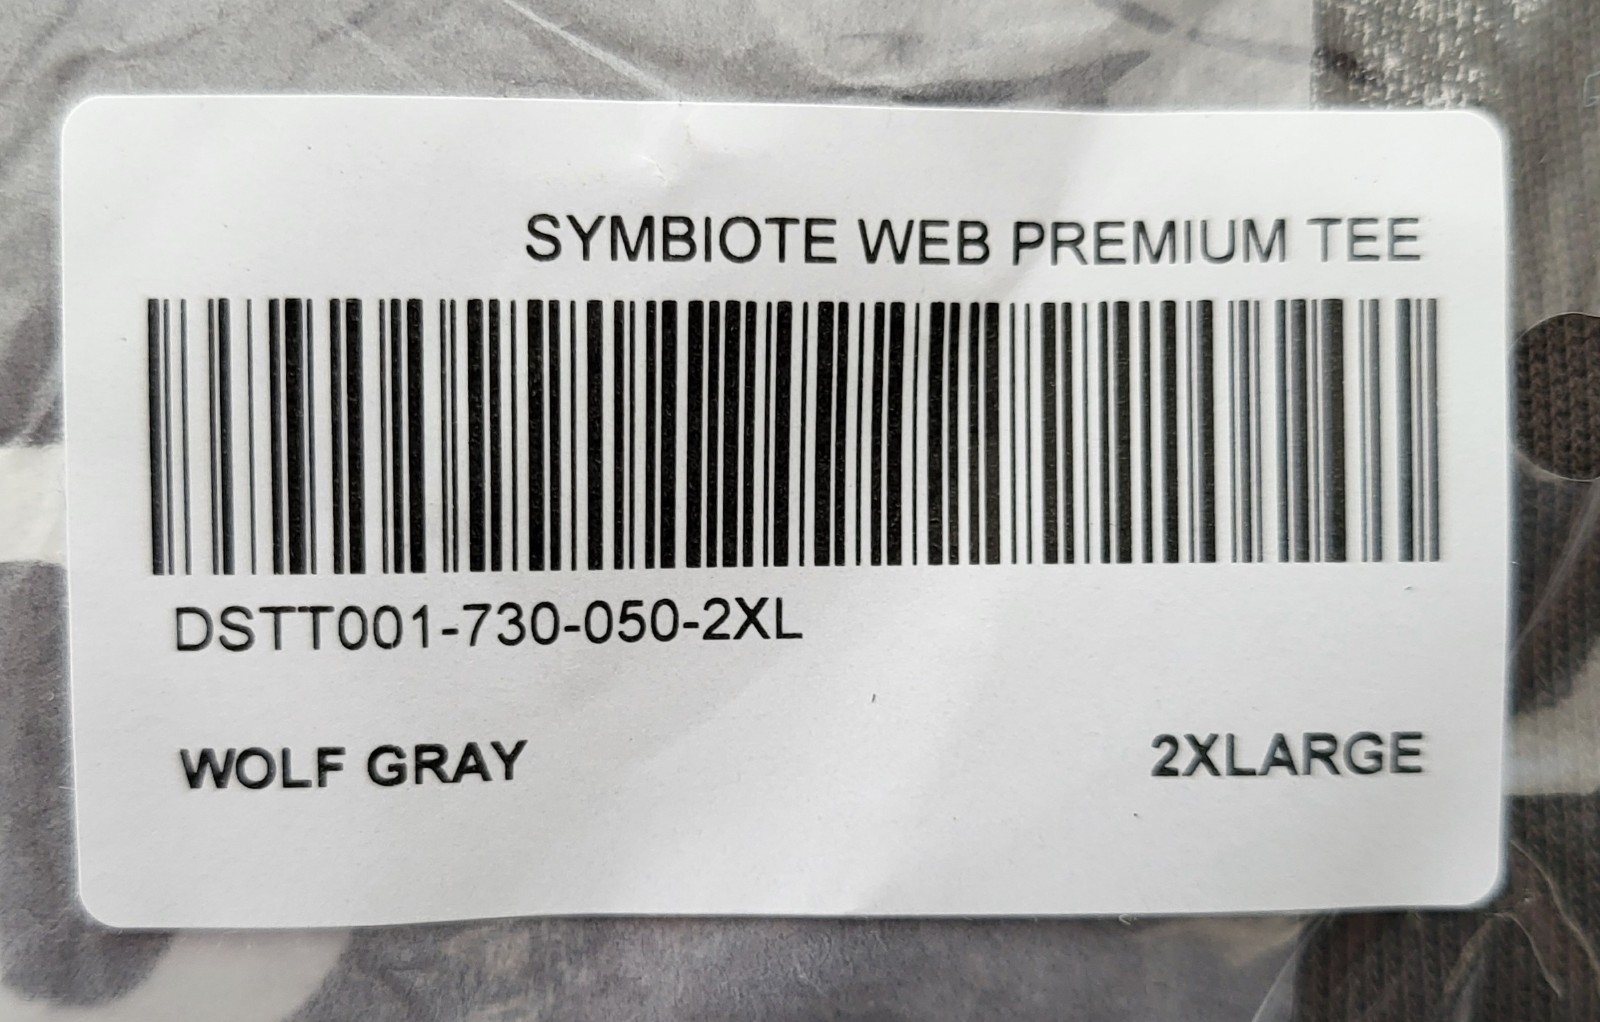 SYMBIOTE WEB PREMIUM TEE
DSTT001-730-050-2XL
WOLF GRAY
2XLARGE